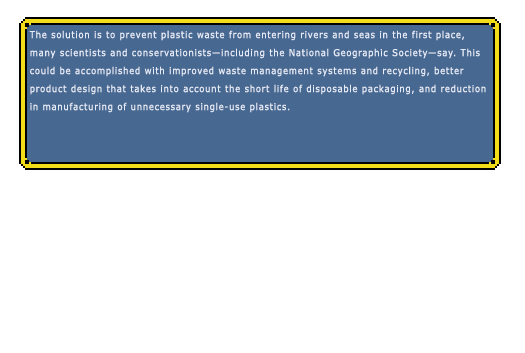 The solution is to prevent plastic waste from entering rivers and seas in the first place,
many scientists and conservationists—including the National Geographic Society—say. This
could be accomplished with improved waste management systems and recycling, better
product design that takes into account the short life of disposable packaging, and reduction
in manufacturing of unnecessary single-use plastics.